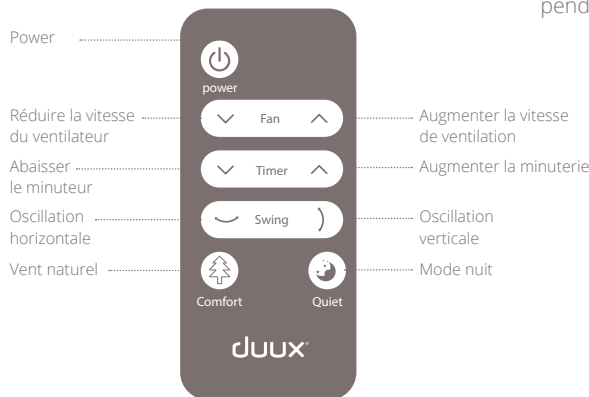 pend
Power
power
Réduire la vitesse
du ventilateur
Fan
Augmenter la vitesse
de ventilation
Abaisser
le minuteur
Timer
Augmenter la minuterie
Oscillation
horizontale
Swing
Oscillation
verticale
Vent naturel
Mode nuit
Comfort
Quiet
duux